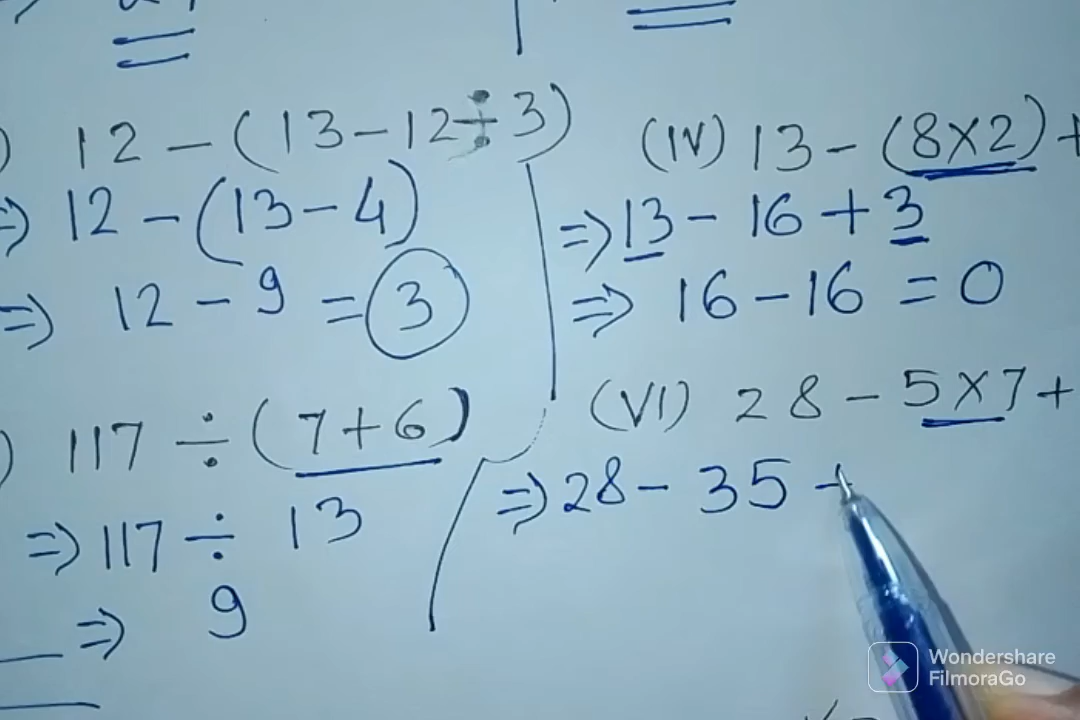 12 - (13 - 12 ÷ 3)
⇒ 12 - (13 - 4)
⇒ 12 - 9 = 3
(IV) 13 - (8 × 2) +
⇒ 13 - 16 + 3
⇒ 16 - 16 = 0
117 ÷ (7 + 6)
⇒ 117 ÷ 13
⇒ 9
(VI) 28 - 5 × 7 +
⇒ 28 - 35 +
Wondershare
FilmoraGo